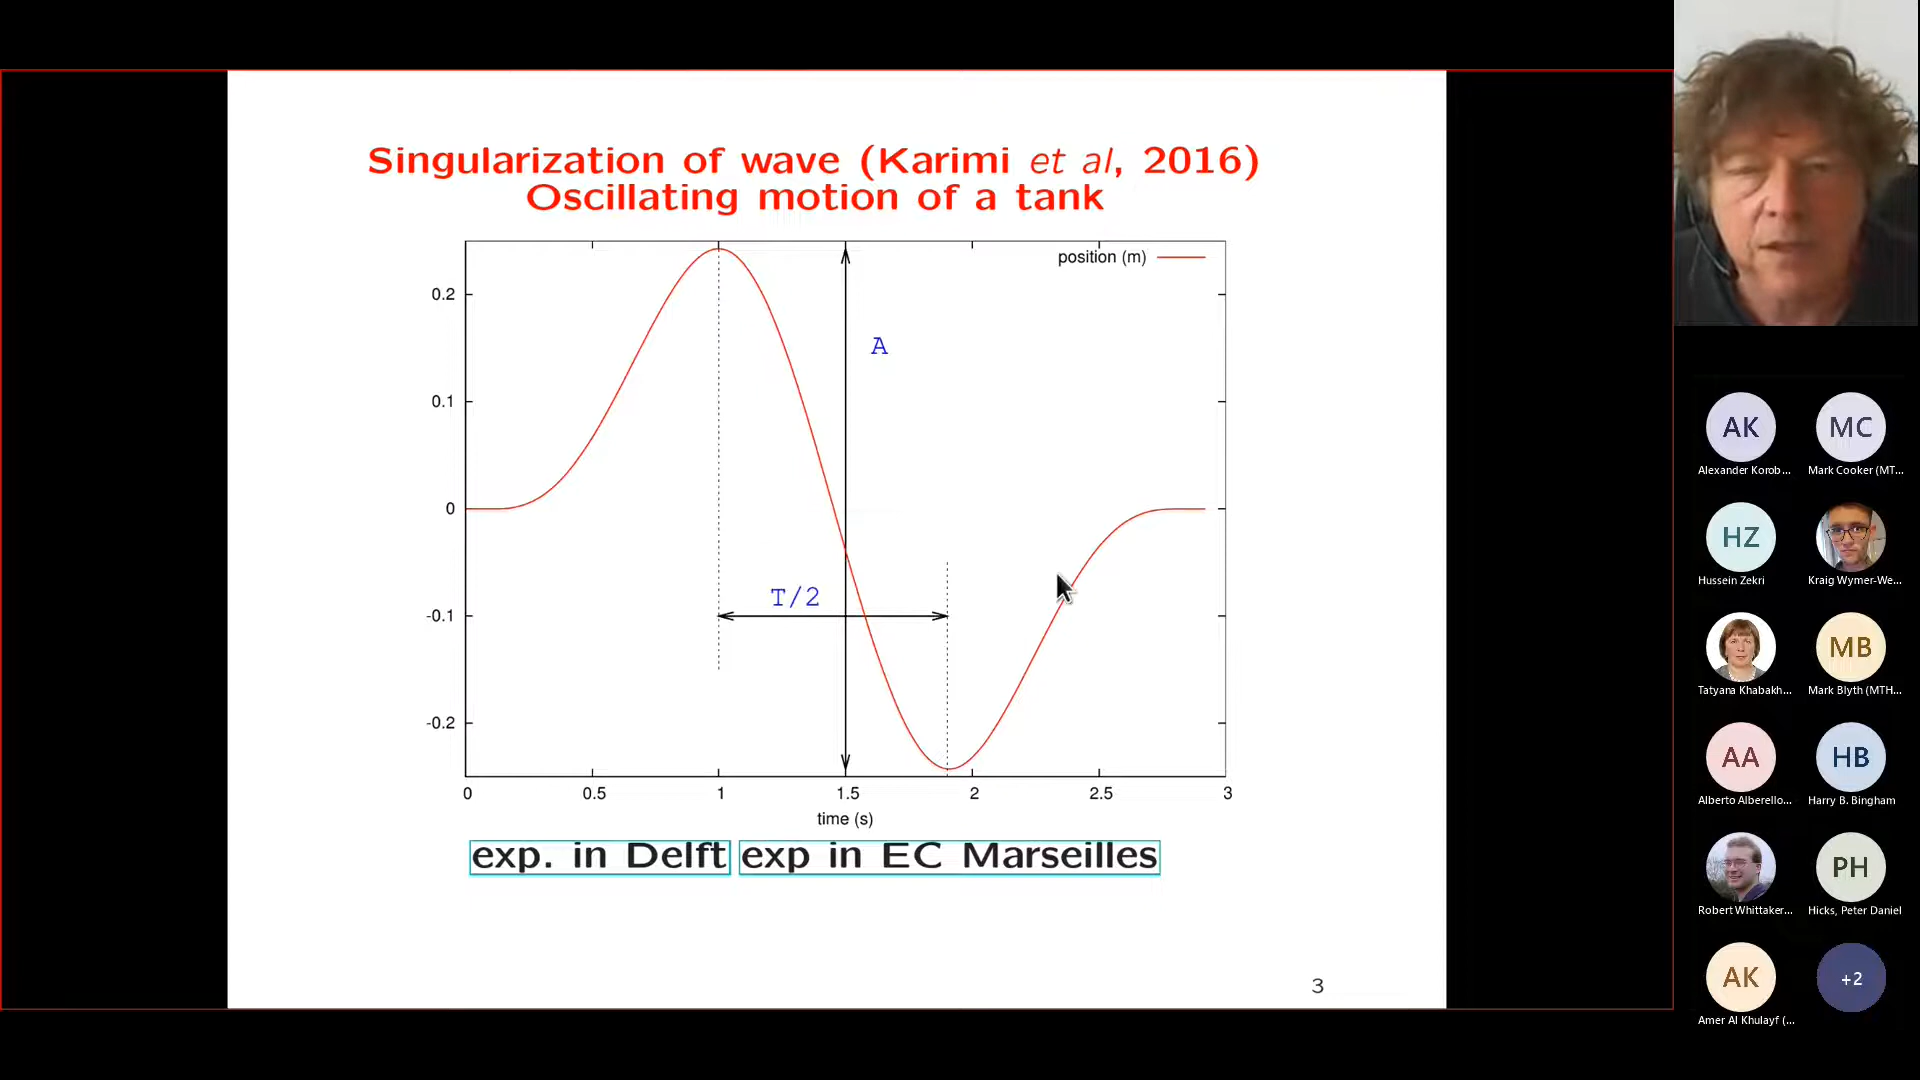 Singularization of wave (Karimi et al, 2016)
Oscillating motion of a tank
position (m)
0.2
A
0.1
0
T/2
-0.1
-0.2
0 0.5 1 1.5 2 2.5 3
time (s)
exp. in Delft exp in EC Marseilles
3
AK MC
Alexander Korob... Mark Cooker (MT...
HZ
Hussein Zekri Kraig Wymer-We...
MB
Tatyana Khabakh... Mark Blyth (MTH...
AA HB
Alberto Alberello... Harry B. Bingham
PH
Robert Whittaker... Hicks, Peter Daniel
AK +2
Amer Al Khulayf (...